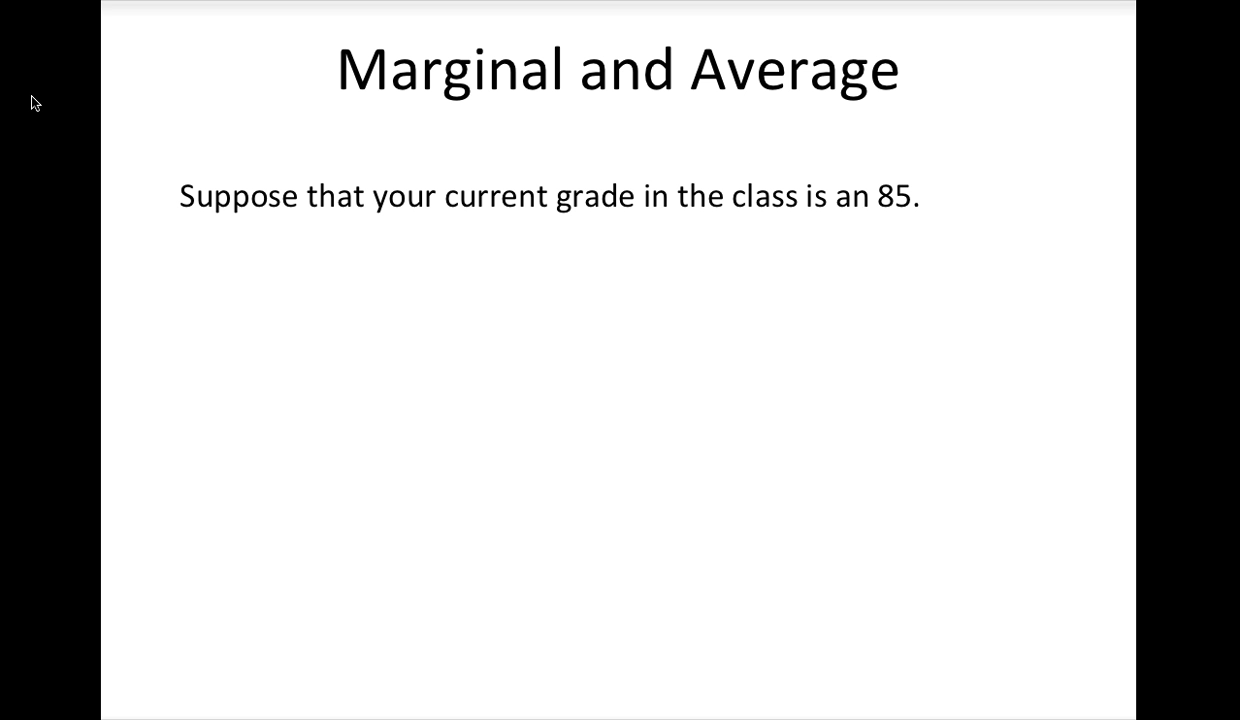 Marginal and Average
Suppose that your current grade in the class is an 85.